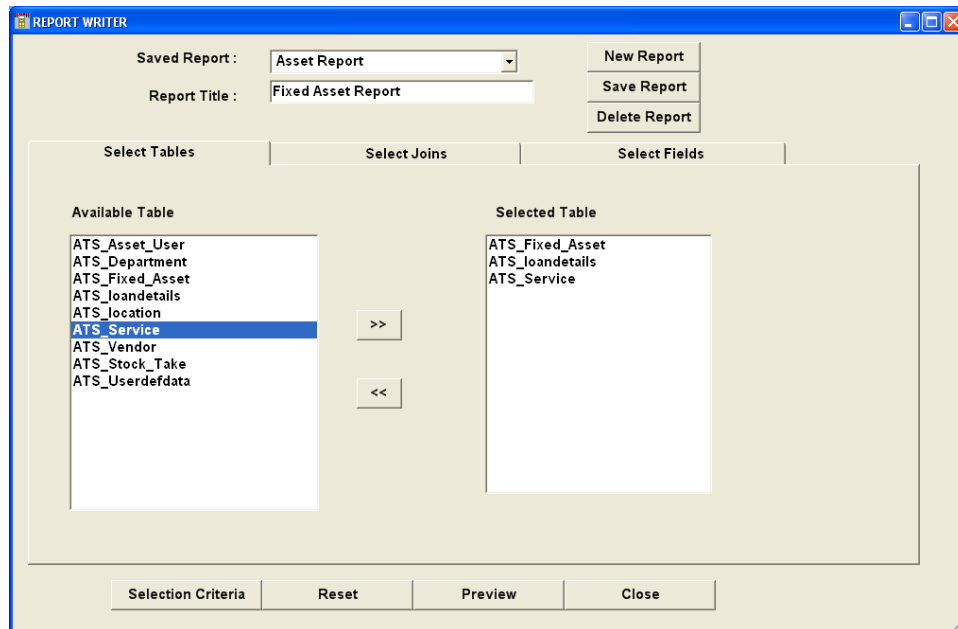 REPORT WRITER
Saved Report :
Asset Report
New Report
Report Title :
Fixed Asset Report
Save Report
Delete Report
Select Tables
Select Joins
Select Fields
Available Table
Selected Table
ATS_Asset_User
ATS_Department
ATS_Fixed_Asset
ATS_loandetails
ATS_location
ATS_Service
ATS_Vendor
ATS_Stock_Take
ATS_Userdefdata
>>
<<
ATS_Fixed_Asset
ATS_loandetails
ATS_Service
Selection Criteria
Reset
Preview
Close